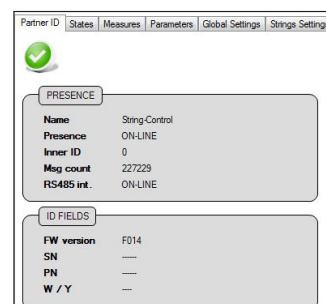 Partner ID States Measures Parameters Global Settings Strings Setting
PRESENCE
Name String-Control
Presence ON-LINE
Inner ID 0
Msg count 227229
RS485 int. ON-LINE
ID FIELDS
FW version F014
SN ------
PN ------
W / Y ----